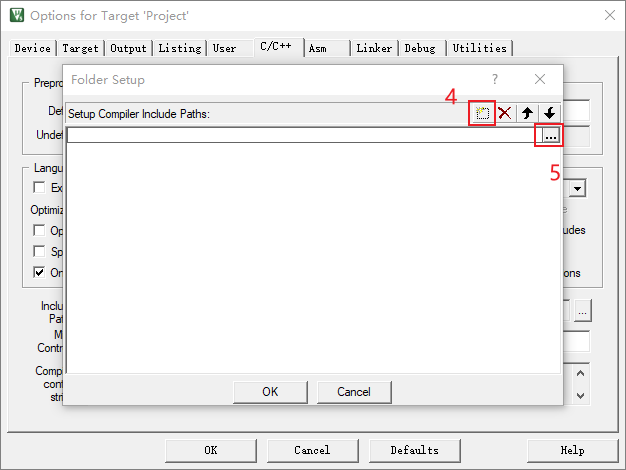 Options for Target 'Project'
Device Target Output Listing User C/C++ Asm Linker Debug Utilities
Folder Setup ?
Prepro
4
Setup Compiler Include Paths:
Def
Undef
...
5
Langu
Ex
Optimiz
Op
udes
Sp
On
ions
Inclu
Pat
...
M
Contr
Comp
cont
stri
OK Cancel
OK Cancel Defaults Help